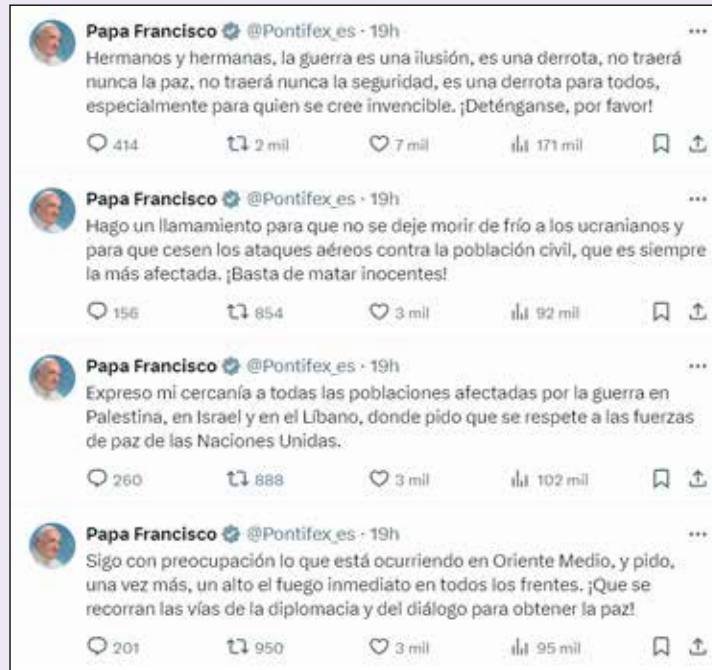 Papa Francisco @Pontifex_es · 19h
Hermanos y hermanas, la guerra es una ilusión, es una derrota, no traerá
nunca la paz, no traerá nunca la seguridad, es una derrota para todos,
especialmente para quien se cree invencible. ¡Deténganse, por favor!
414 2 mil 7 mil 171 mil
Papa Francisco @Pontifex_es · 19h
Hago un llamamiento para que no se deje morir de frío a los ucranianos y
para que cesen los ataques aéreos contra la población civil, que es siempre
la más afectada. ¡Basta de matar inocentes!
156 854 3 mil 92 mil
Papa Francisco @Pontifex_es · 19h
Expreso mi cercanía a todas las poblaciones afectadas por la guerra en
Palestina, en Israel y en el Líbano, donde pido que se respete a las fuerzas
de paz de las Naciones Unidas.
260 888 3 mil 102 mil
Papa Francisco @Pontifex_es · 19h
Sigo con preocupación lo que está ocurriendo en Oriente Medio, y pido,
una vez más, un alto el fuego inmediato en todos los frentes. ¡Que se
recorran las vías de la diplomacia y del diálogo para obtener la paz!
201 950 3 mil 95 mil